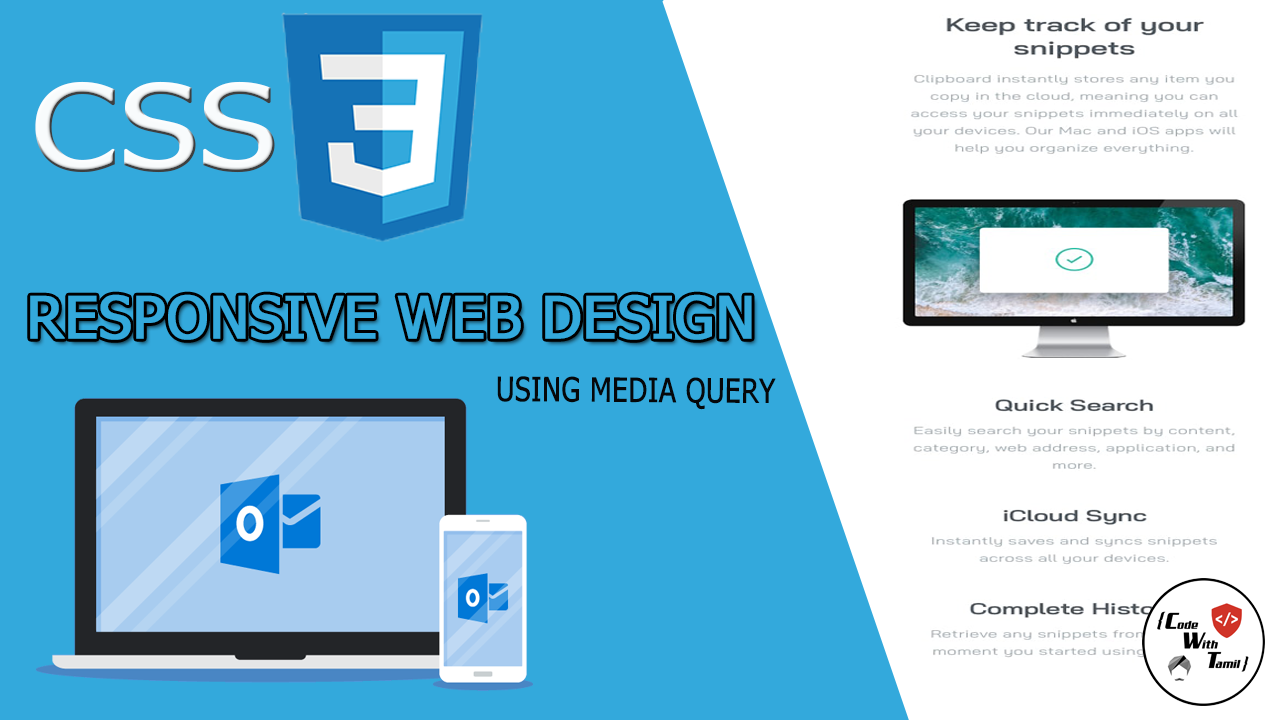 CSS
3
RESPONSIVE WEB DESIGN
USING MEDIA QUERY
O
O
Keep track of your
snippets
Clipboard instantly stores any item you
copy in the cloud, meaning you can
access your snippets immediately on all
your devices. Our Mac and iOS apps will
help you organize everything.
Quick Search
Easily search your snippets by content,
category, web address, application, and
more.
iCloud Sync
Instantly saves and syncs snippets
across all your devices.
Complete
Retrieve any snippets
moment you started using
{Code
</>
With
Tamil}